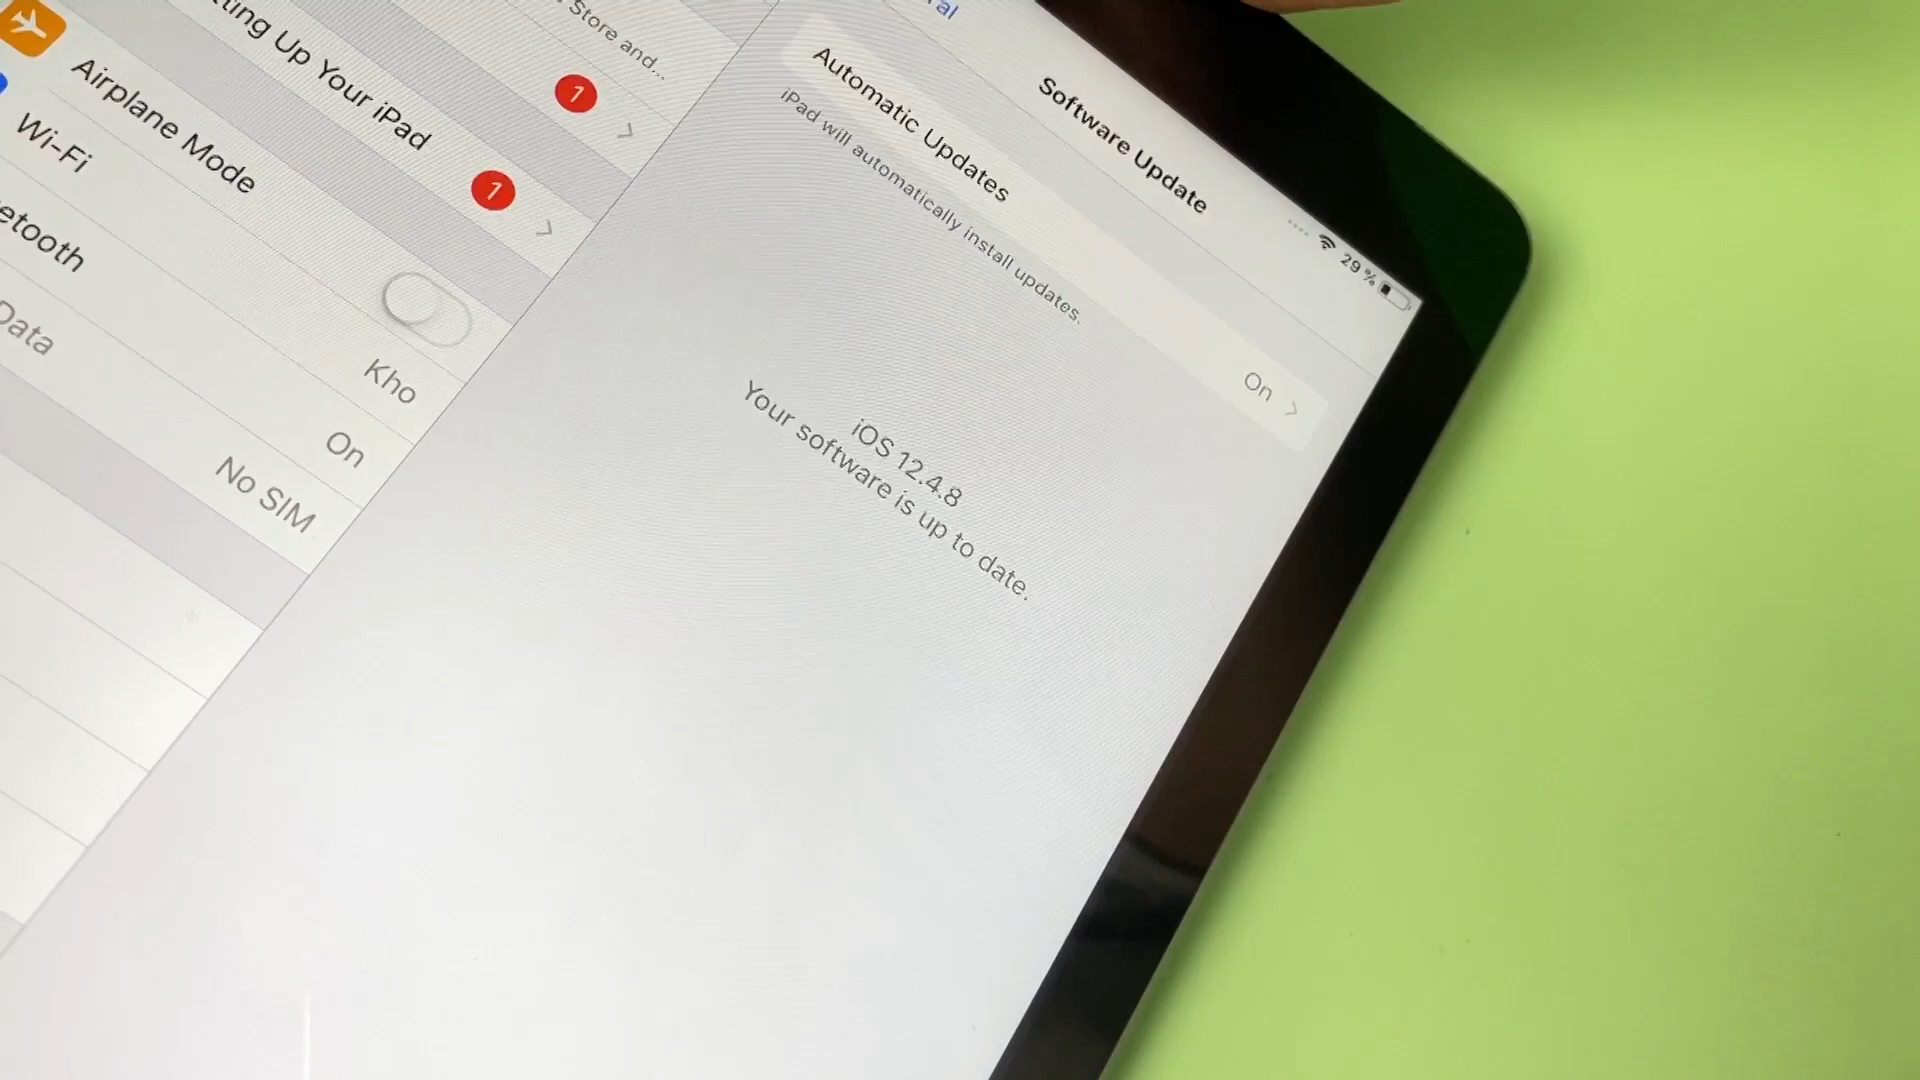 Store and...
1
ting Up Your iPad
1
Airplane Mode
Wi-Fi
Kho
etooth
On
Data
No SIM
al
Software Update
29 %
Automatic Updates
On
iPad will automatically install updates.
iOS 12.4.8
Your software is up to date.